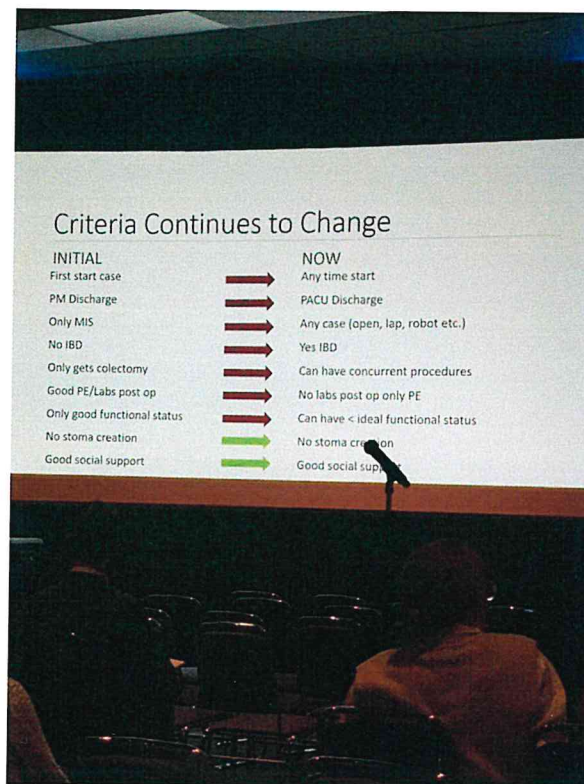 Criteria Continues to Change
INITIAL NOW
First start case Any time start
PM Discharge PACU Discharge
Only MIS Any case (open, lap, robot etc.)
No IBD Yes IBD
Only gets colectomy Can have concurrent procedures
Good PE/Labs post op No labs post op only PE
Only good functional status Can have < ideal functional status
No stoma creation No stoma creation
Good social support Good social support